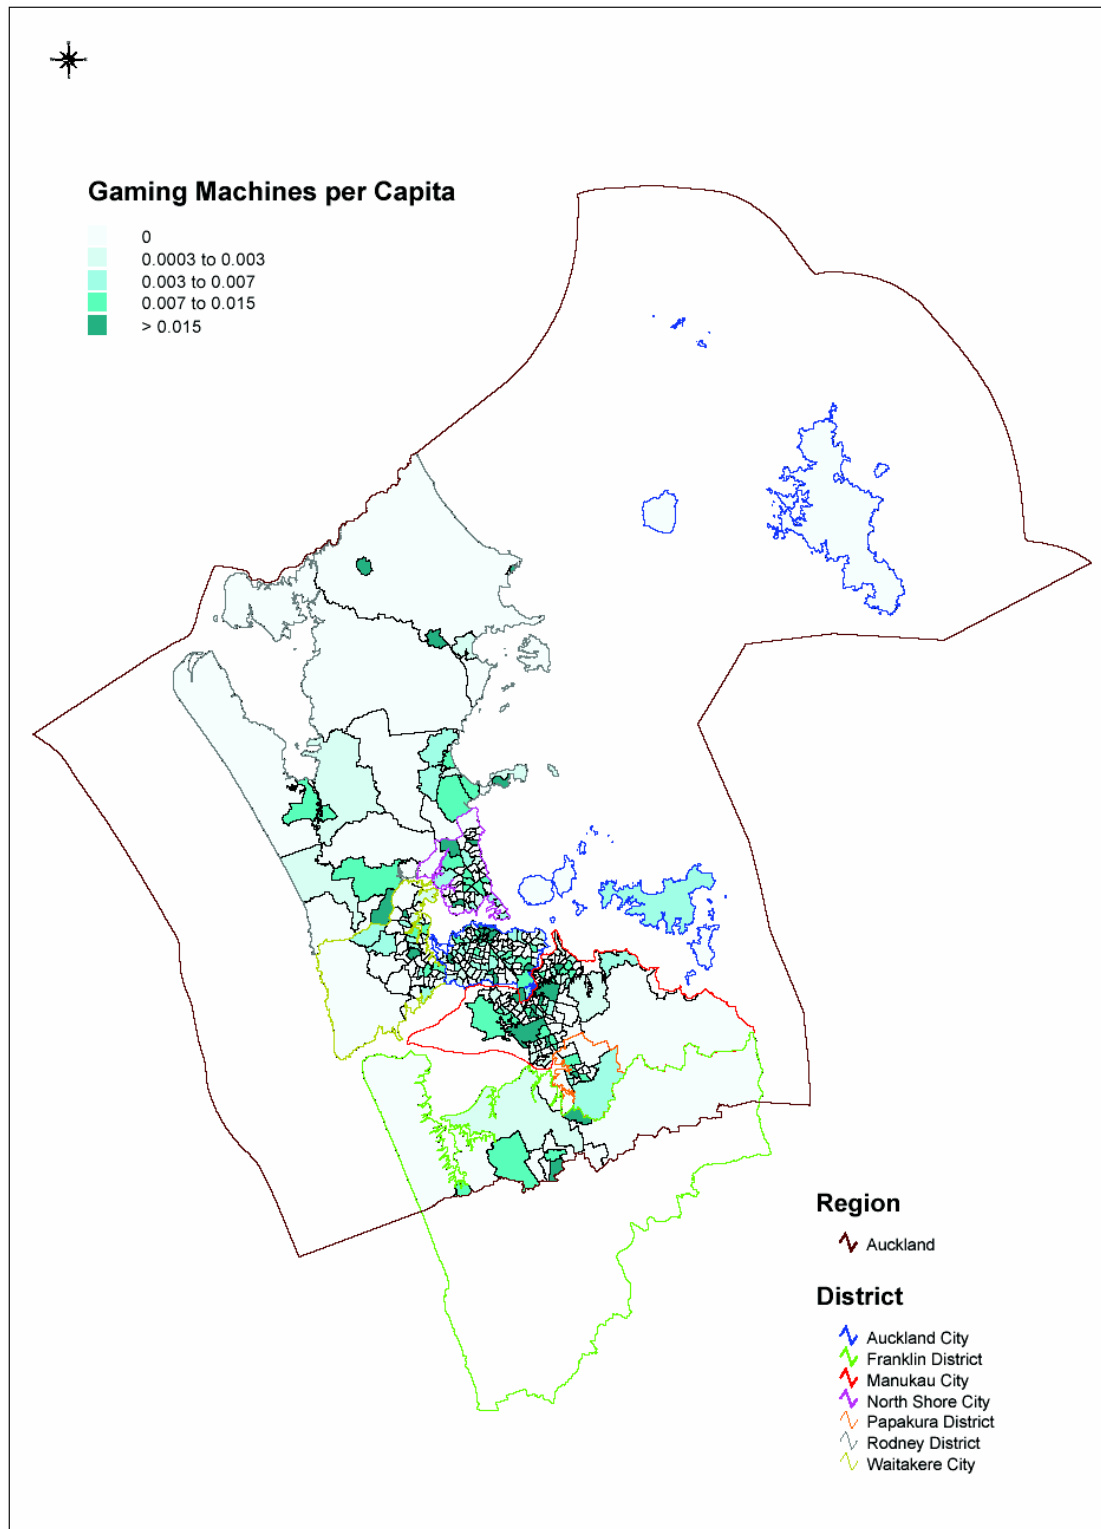 Gaming Machines per Capita
0
0.0003 to 0.003
0.003 to 0.007
0.007 to 0.015
> 0.015
Region
Auckland
District
Auckland City
Franklin District
Manukau City
North Shore City
Papakura District
Rodney District
Waitakere City